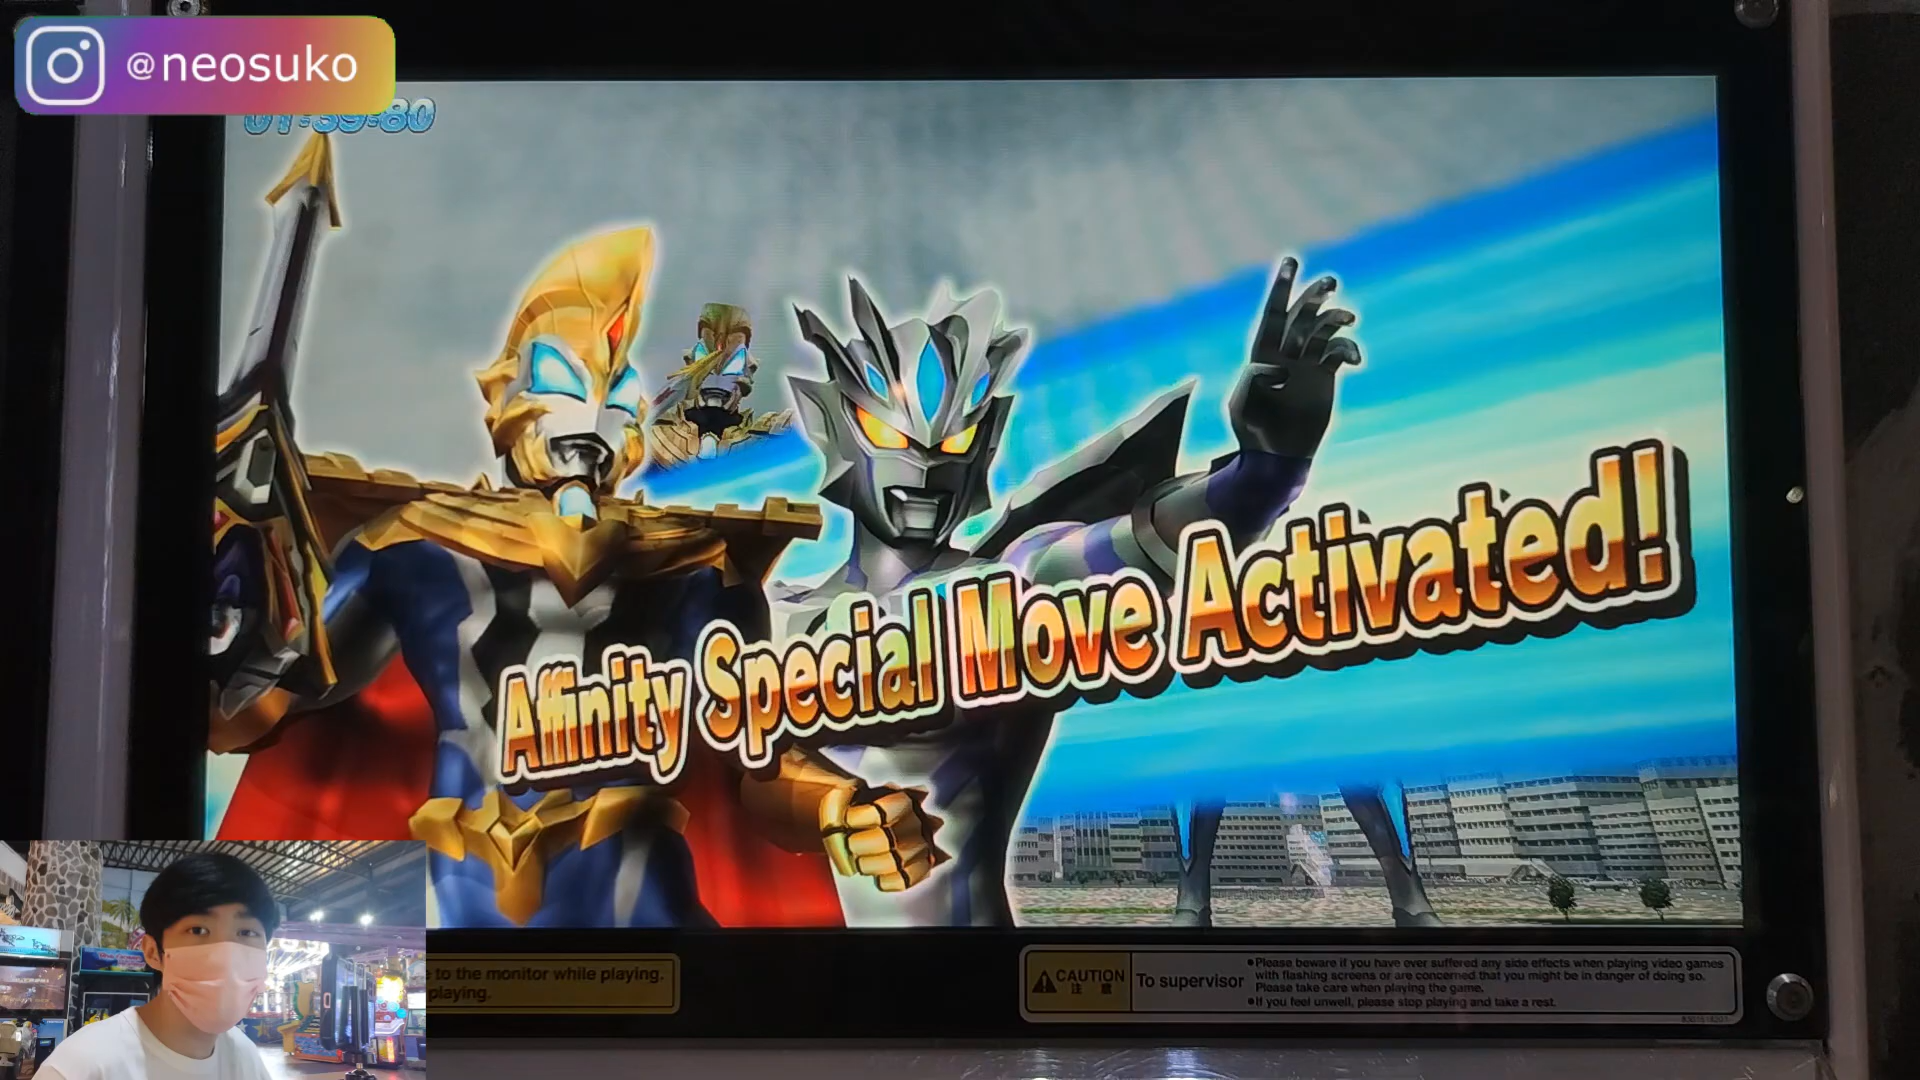 @neosuko
01:39:80
Affinity Special Move Activated!
to the monitor while playing.
playing.
CAUTION
注 意
To supervisor
●Please beware if you have ever suffered any side effects when playing video games
with flashing screens or are concerned that you might be in danger of doing so.
Please take care when playing the game.
●If you feel unwell, please stop playing and take a rest.